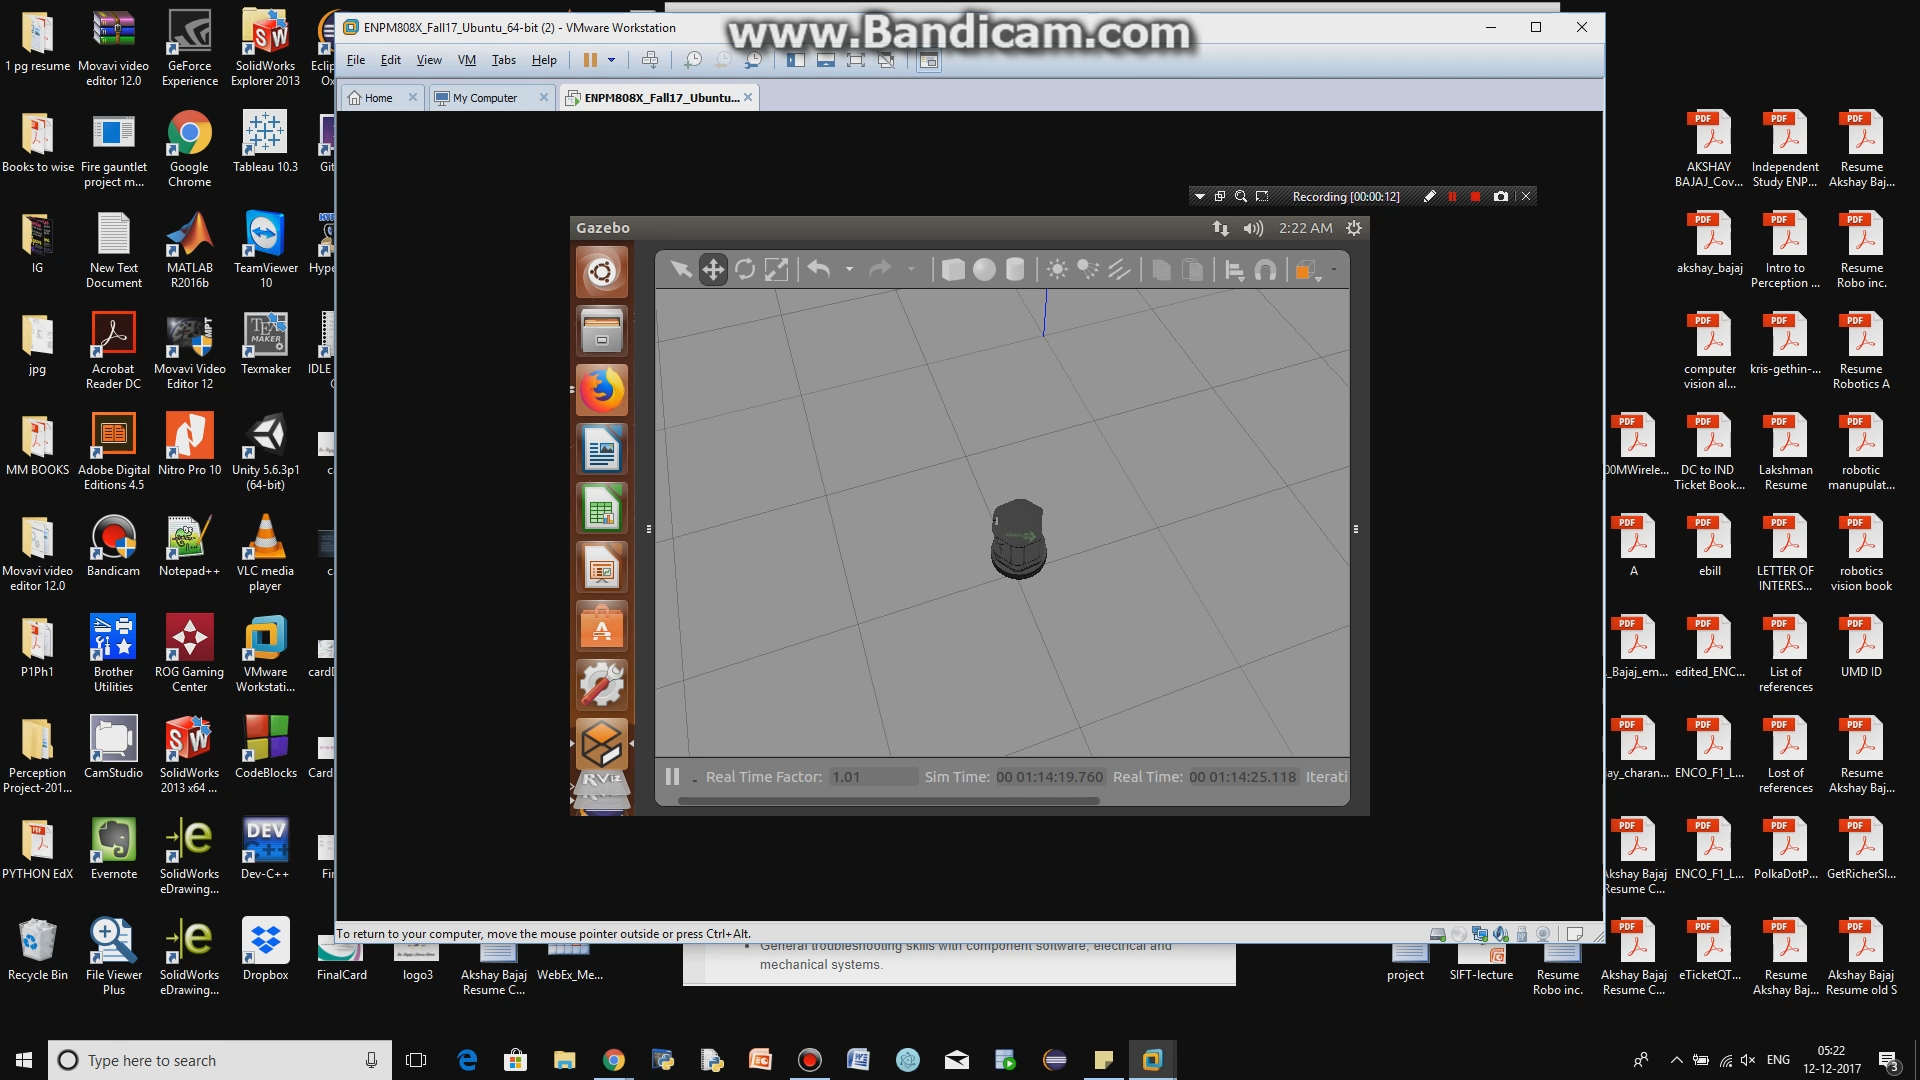 www.Bandicam.com
ENPM808X_Fall17_Ubuntu_64-bit (2) - VMware Workstation
File Edit View VM Tabs Help
Home
My Computer
ENPM808X_Fall17_Ubuntu...
Recording [00:00:12]
Gazebo
2:22 AM
Real Time Factor: 1.01 Sim Time: 00 01:14:19.760 Real Time: 00 01:14:25.118 Iterati
RViz
To return to your computer, move the mouse pointer outside or press Ctrl+Alt.
General troubleshooting skills with component software, electrical and
mechanical systems.
1 pg resume
Movavi video
editor 12.0
GeForce
Experience
SolidWorks
Explorer 2013
Eclip
Ox
Books to wise
Fire gauntlet
project m...
Google
Chrome
Tableau 10.3
Git
IG
New Text
Document
MATLAB
R2016b
TeamViewer
10
Hype
jpg
Acrobat
Reader DC
Movavi Video
Editor 12
Texmaker
IDLE
MM BOOKS
Adobe Digital
Editions 4.5
Nitro Pro 10
Unity 5.6.3p1
(64-bit)
Movavi video
editor 12.0
Bandicam
Notepad++
VLC media
player
P1Ph1
Brother
Utilities
ROG Gaming
Center
VMware
Workstati...
cardD
Perception
Project-201...
CamStudio
SolidWorks
2013 x64 ...
CodeBlocks
Card
PYTHON EdX
Evernote
SolidWorks
eDrawing...
Dev-C++
Fir
Recycle Bin
File Viewer
Plus
SolidWorks
eDrawing...
Dropbox
FinalCard
logo3
Akshay Bajaj
Resume C...
WebEx_Me...
AKSHAY
BAJAJ_Cov...
Independent
Study ENP...
Resume
Akshay Baj...
akshay_bajaj
Intro to
Perception ...
Resume
Robo inc.
computer
vision al...
kris-gethin-...
Resume
Robotics A
00MWirele...
DC to IND
Ticket Book...
Lakshman
Resume
robotic
manupulat...
A
ebill
LETTER OF
INTERES...
robotics
vision book
_Bajaj_em...
edited_ENC...
List of
references
UMD ID
ay_charan...
ENCO_F1_L...
Lost of
references
Resume
Akshay Baj...
Akshay Bajaj
Resume C...
ENCO_F1_L...
PolkaDotP...
GetRicherSl...
project
SIFT-lecture
Resume
Robo inc.
Akshay Bajaj
Resume C...
eTicketQT...
Resume
Akshay Baj...
Akshay Bajaj
Resume old S
Type here to search
ENG
05:22
12-12-2017
3